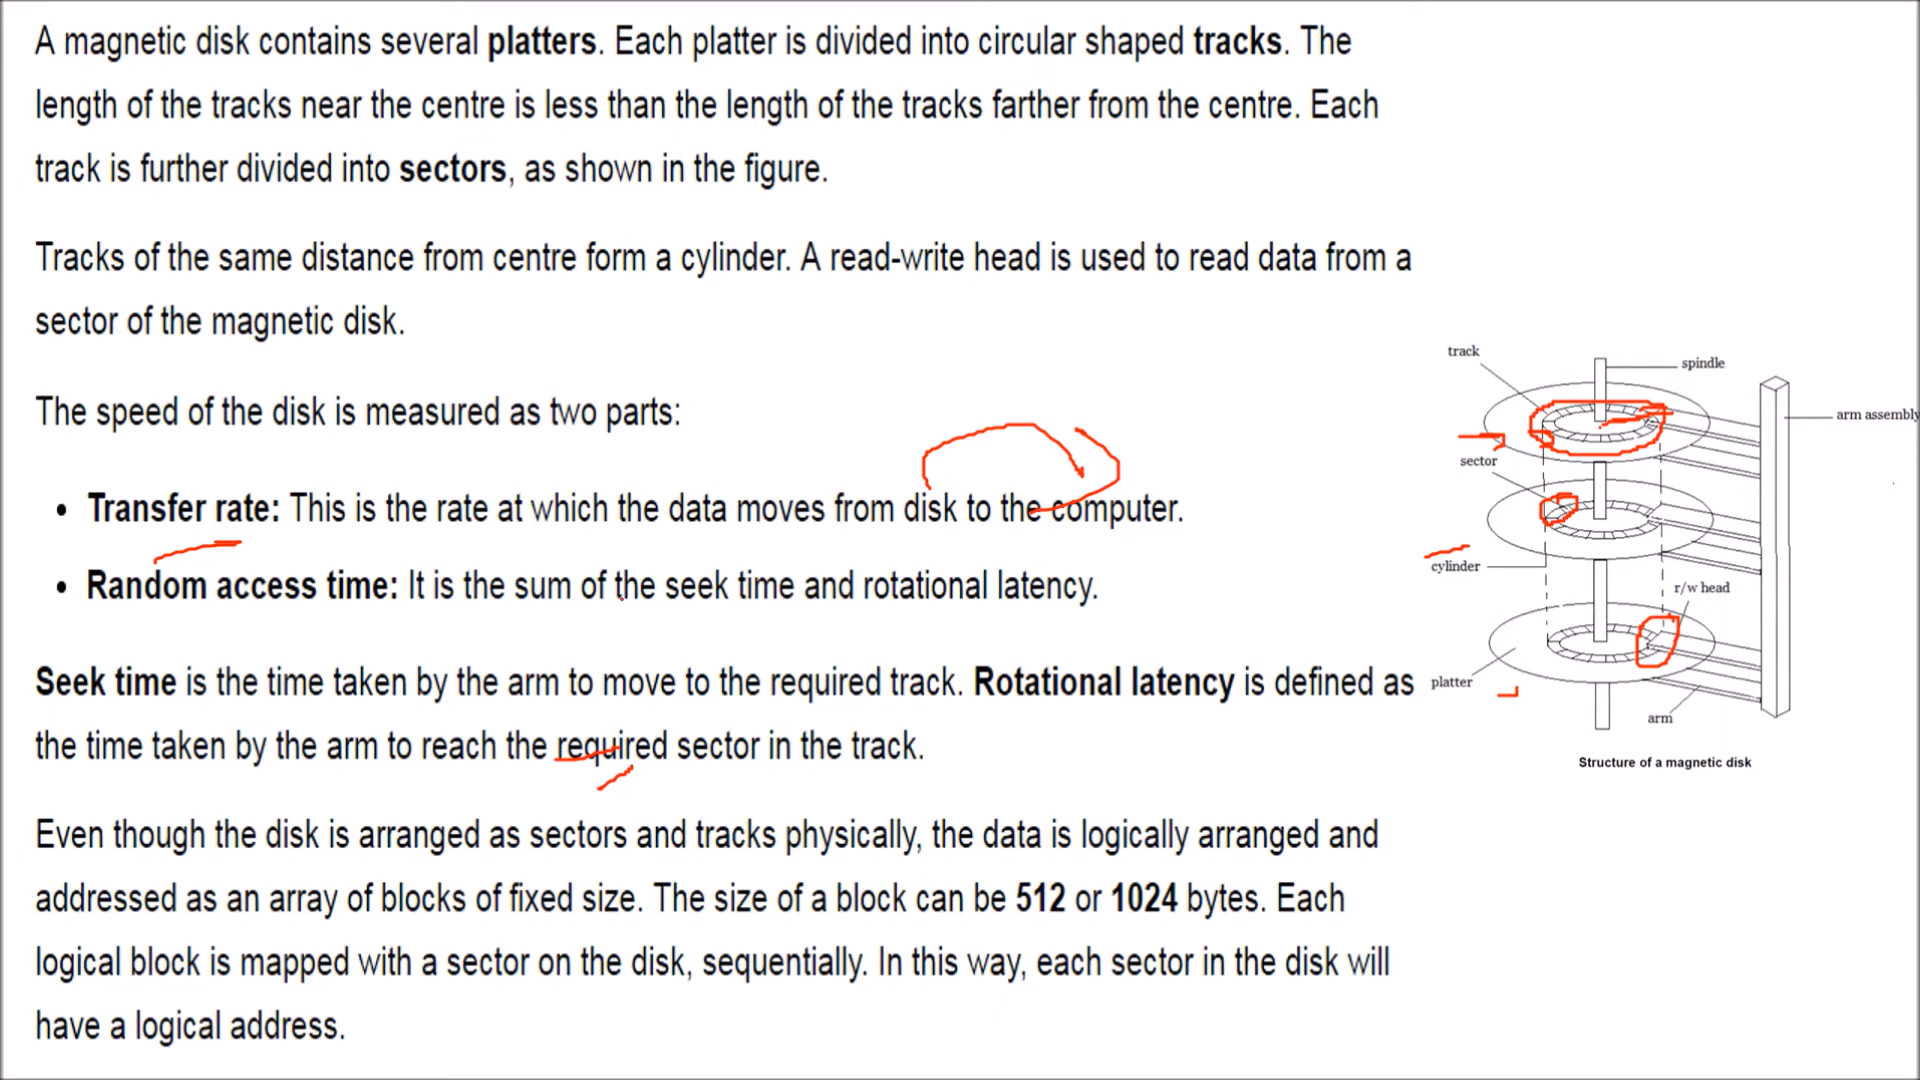 A magnetic disk contains several platters. Each platter is divided into circular shaped tracks. The
length of the tracks near the centre is less than the length of the tracks farther from the centre. Each
track is further divided into sectors, as shown in the figure.
Tracks of the same distance from centre form a cylinder. A read-write head is used to read data from a
sector of the magnetic disk.
The speed of the disk is measured as two parts:
• Transfer rate: This is the rate at which the data moves from disk to the computer.
• Random access time: It is the sum of the seek time and rotational latency.
Seek time is the time taken by the arm to move to the required track. Rotational latency is defined as
the time taken by the arm to reach the required sector in the track.
Even though the disk is arranged as sectors and tracks physically, the data is logically arranged and
addressed as an array of blocks of fixed size. The size of a block can be 512 or 1024 bytes. Each
logical block is mapped with a sector on the disk, sequentially. In this way, each sector in the disk will
have a logical address.
track
spindle
arm assembly
sector
cylinder
r/w head
platter
arm
Structure of a magnetic disk